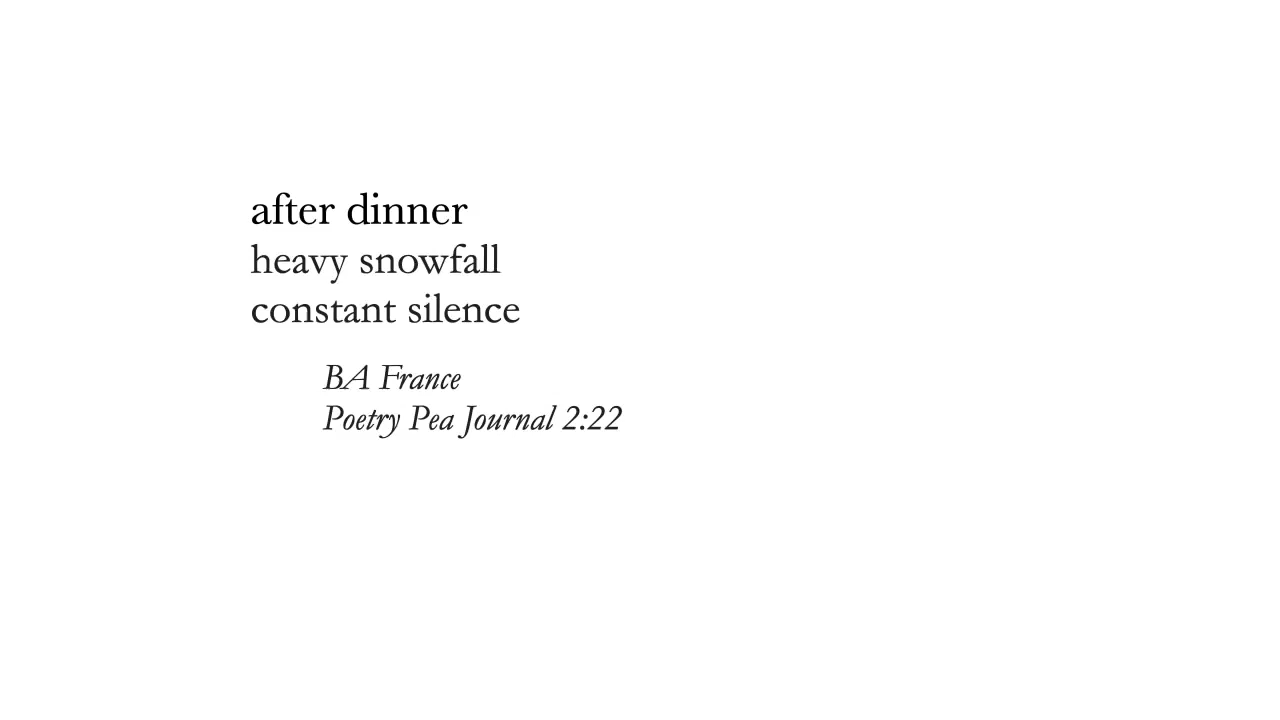 after dinner
heavy snowfall
constant silence
BA France
Poetry Pea Journal 2:22